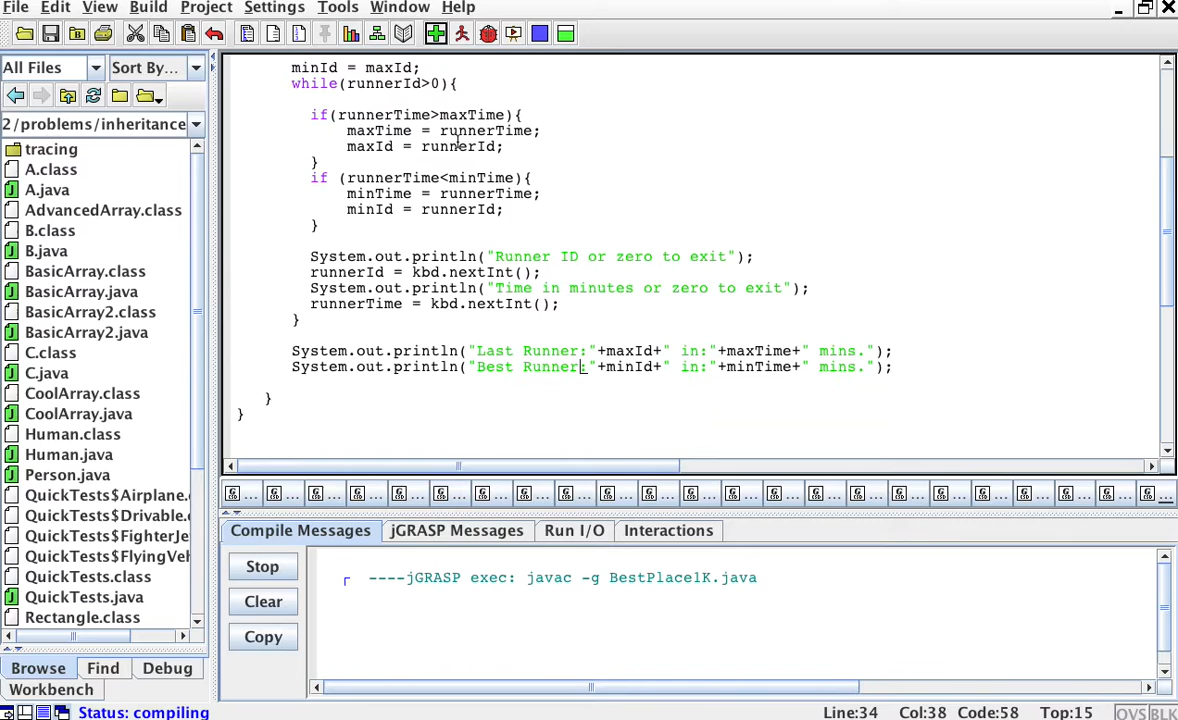 File Edit View Build Project Settings Tools Window Help
All Files Sort By...
2/problems/inheritance
tracing
A.class
A.java
AdvancedArray.class
B.class
B.java
BasicArray.class
BasicArray.java
BasicArray2.class
BasicArray2.java
C.class
C.java
CoolArray.class
CoolArray.java
Human.class
Human.java
Person.java
QuickTests$Airplane.
QuickTests$Drivable.
QuickTests$FighterJe
QuickTests$FlyingVeh
QuickTests.class
QuickTests.java
Rectangle.class
Browse Find Debug
Workbench
minId = maxId;
while(runnerId>0){
if(runnerTime>maxTime){
maxTime = runnerTime;
maxId = runnerId;
}
if (runnerTime<minTime){
minTime = runnerTime;
minId = runnerId;
}
System.out.println("Runner ID or zero to exit");
runnerId = kbd.nextInt();
System.out.println("Time in minutes or zero to exit");
runnerTime = kbd.nextInt();
}
System.out.println("Last Runner:"+maxId+" in:"+maxTime+" mins.");
System.out.println("Best Runner:"+minId+" in:"+minTime+" mins.");
}
}
Compile Messages jGRASP Messages Run I/O Interactions
Stop
Clear
Copy
----jGRASP exec: javac -g BestPlace1K.java
Status: compiling Line:34 Col:38 Code:58 Top:15 OVS BLK